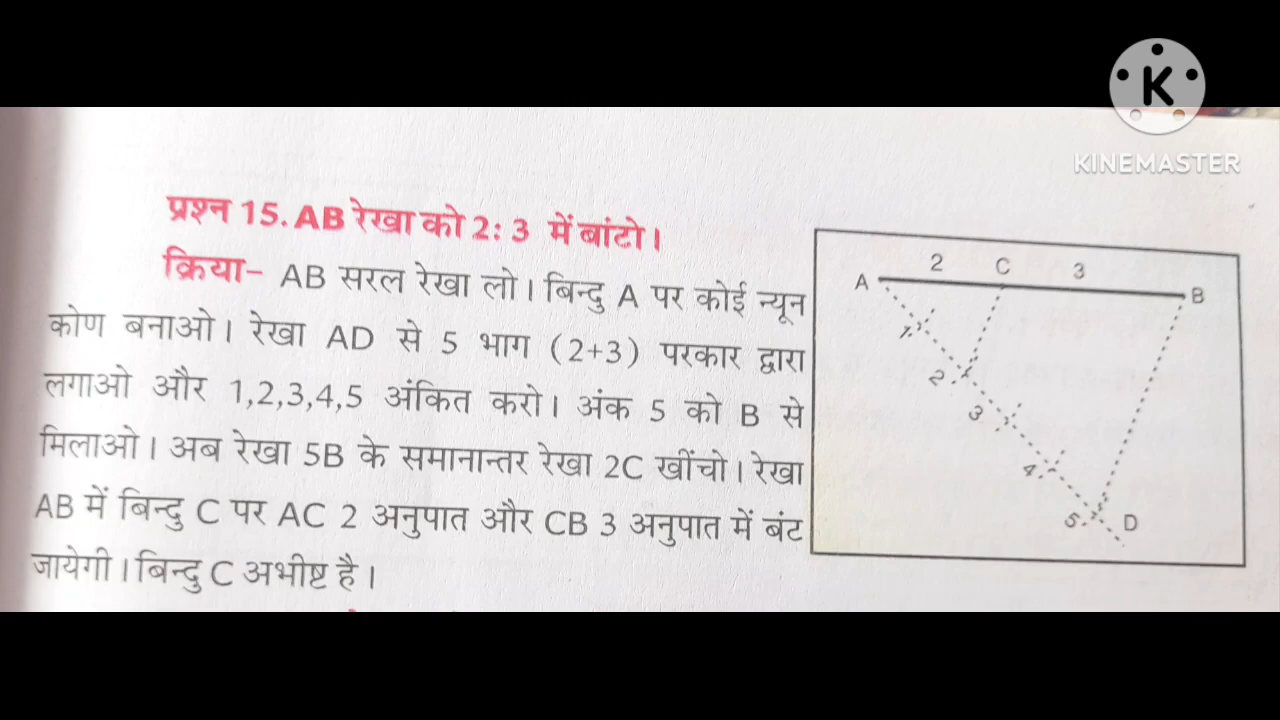 KINEMASTER
प्रश्न 15. AB रेखा को 2: 3 में बांटो।
क्रिया- AB सरल रेखा लो। बिन्दु A पर कोई न्यून
कोण बनाओ। रेखा AD से 5 भाग (2+3) परकार द्वारा
लगाओ और 1,2,3,4,5 अंकित करो। अंक 5 को B से
मिलाओ। अब रेखा 5B के समानान्तर रेखा 2C खींचो। रेखा
AB में बिन्दु C पर AC 2 अनुपात और CB 3 अनुपात में बंट
जायेगी। बिन्दु C अभीष्ट है।
A 2 C 3 B
1
2
3
4
5 D